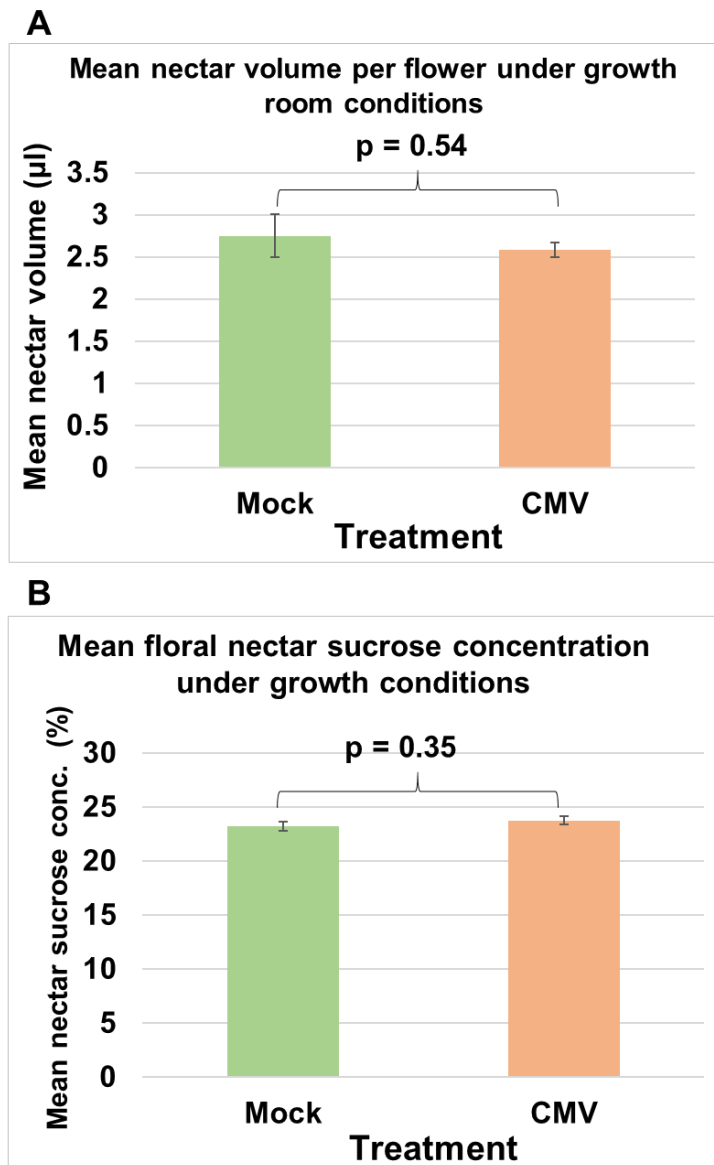 A
Mean nectar volume per flower under growth
room conditions
p = 0.54
Mean nectar volume (µl)
3.5
3
2.5
2
1.5
1
0.5
0
Mock
CMV
Treatment
B
Mean floral nectar sucrose concentration
under growth conditions
p = 0.35
Mean nectar sucrose conc. (%)
30
25
20
15
10
5
0
Mock
CMV
Treatment